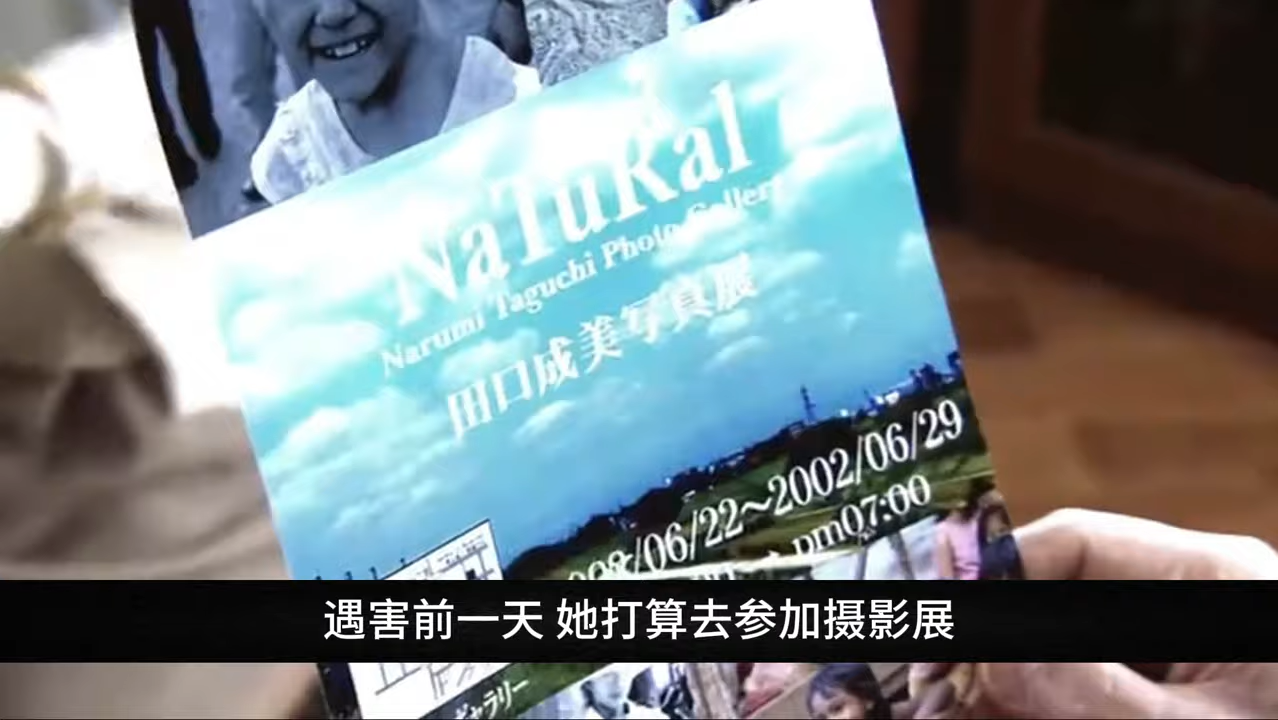 NaTuRal
Narumi Taguchi Photo Gallery
田口成美写真展
/06/22～2002/06/29
pm07:00
ギャラリー
遇害前一天 她打算去参加摄影展